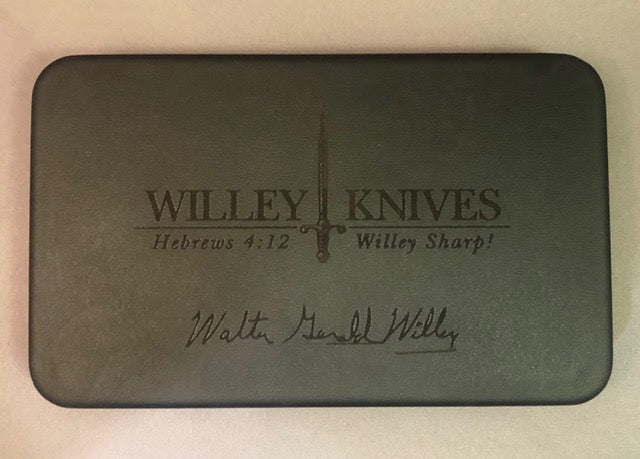 WILLEY KNIVES
Hebrews 4:12 Willey Sharp!
Walter Gerald Willey